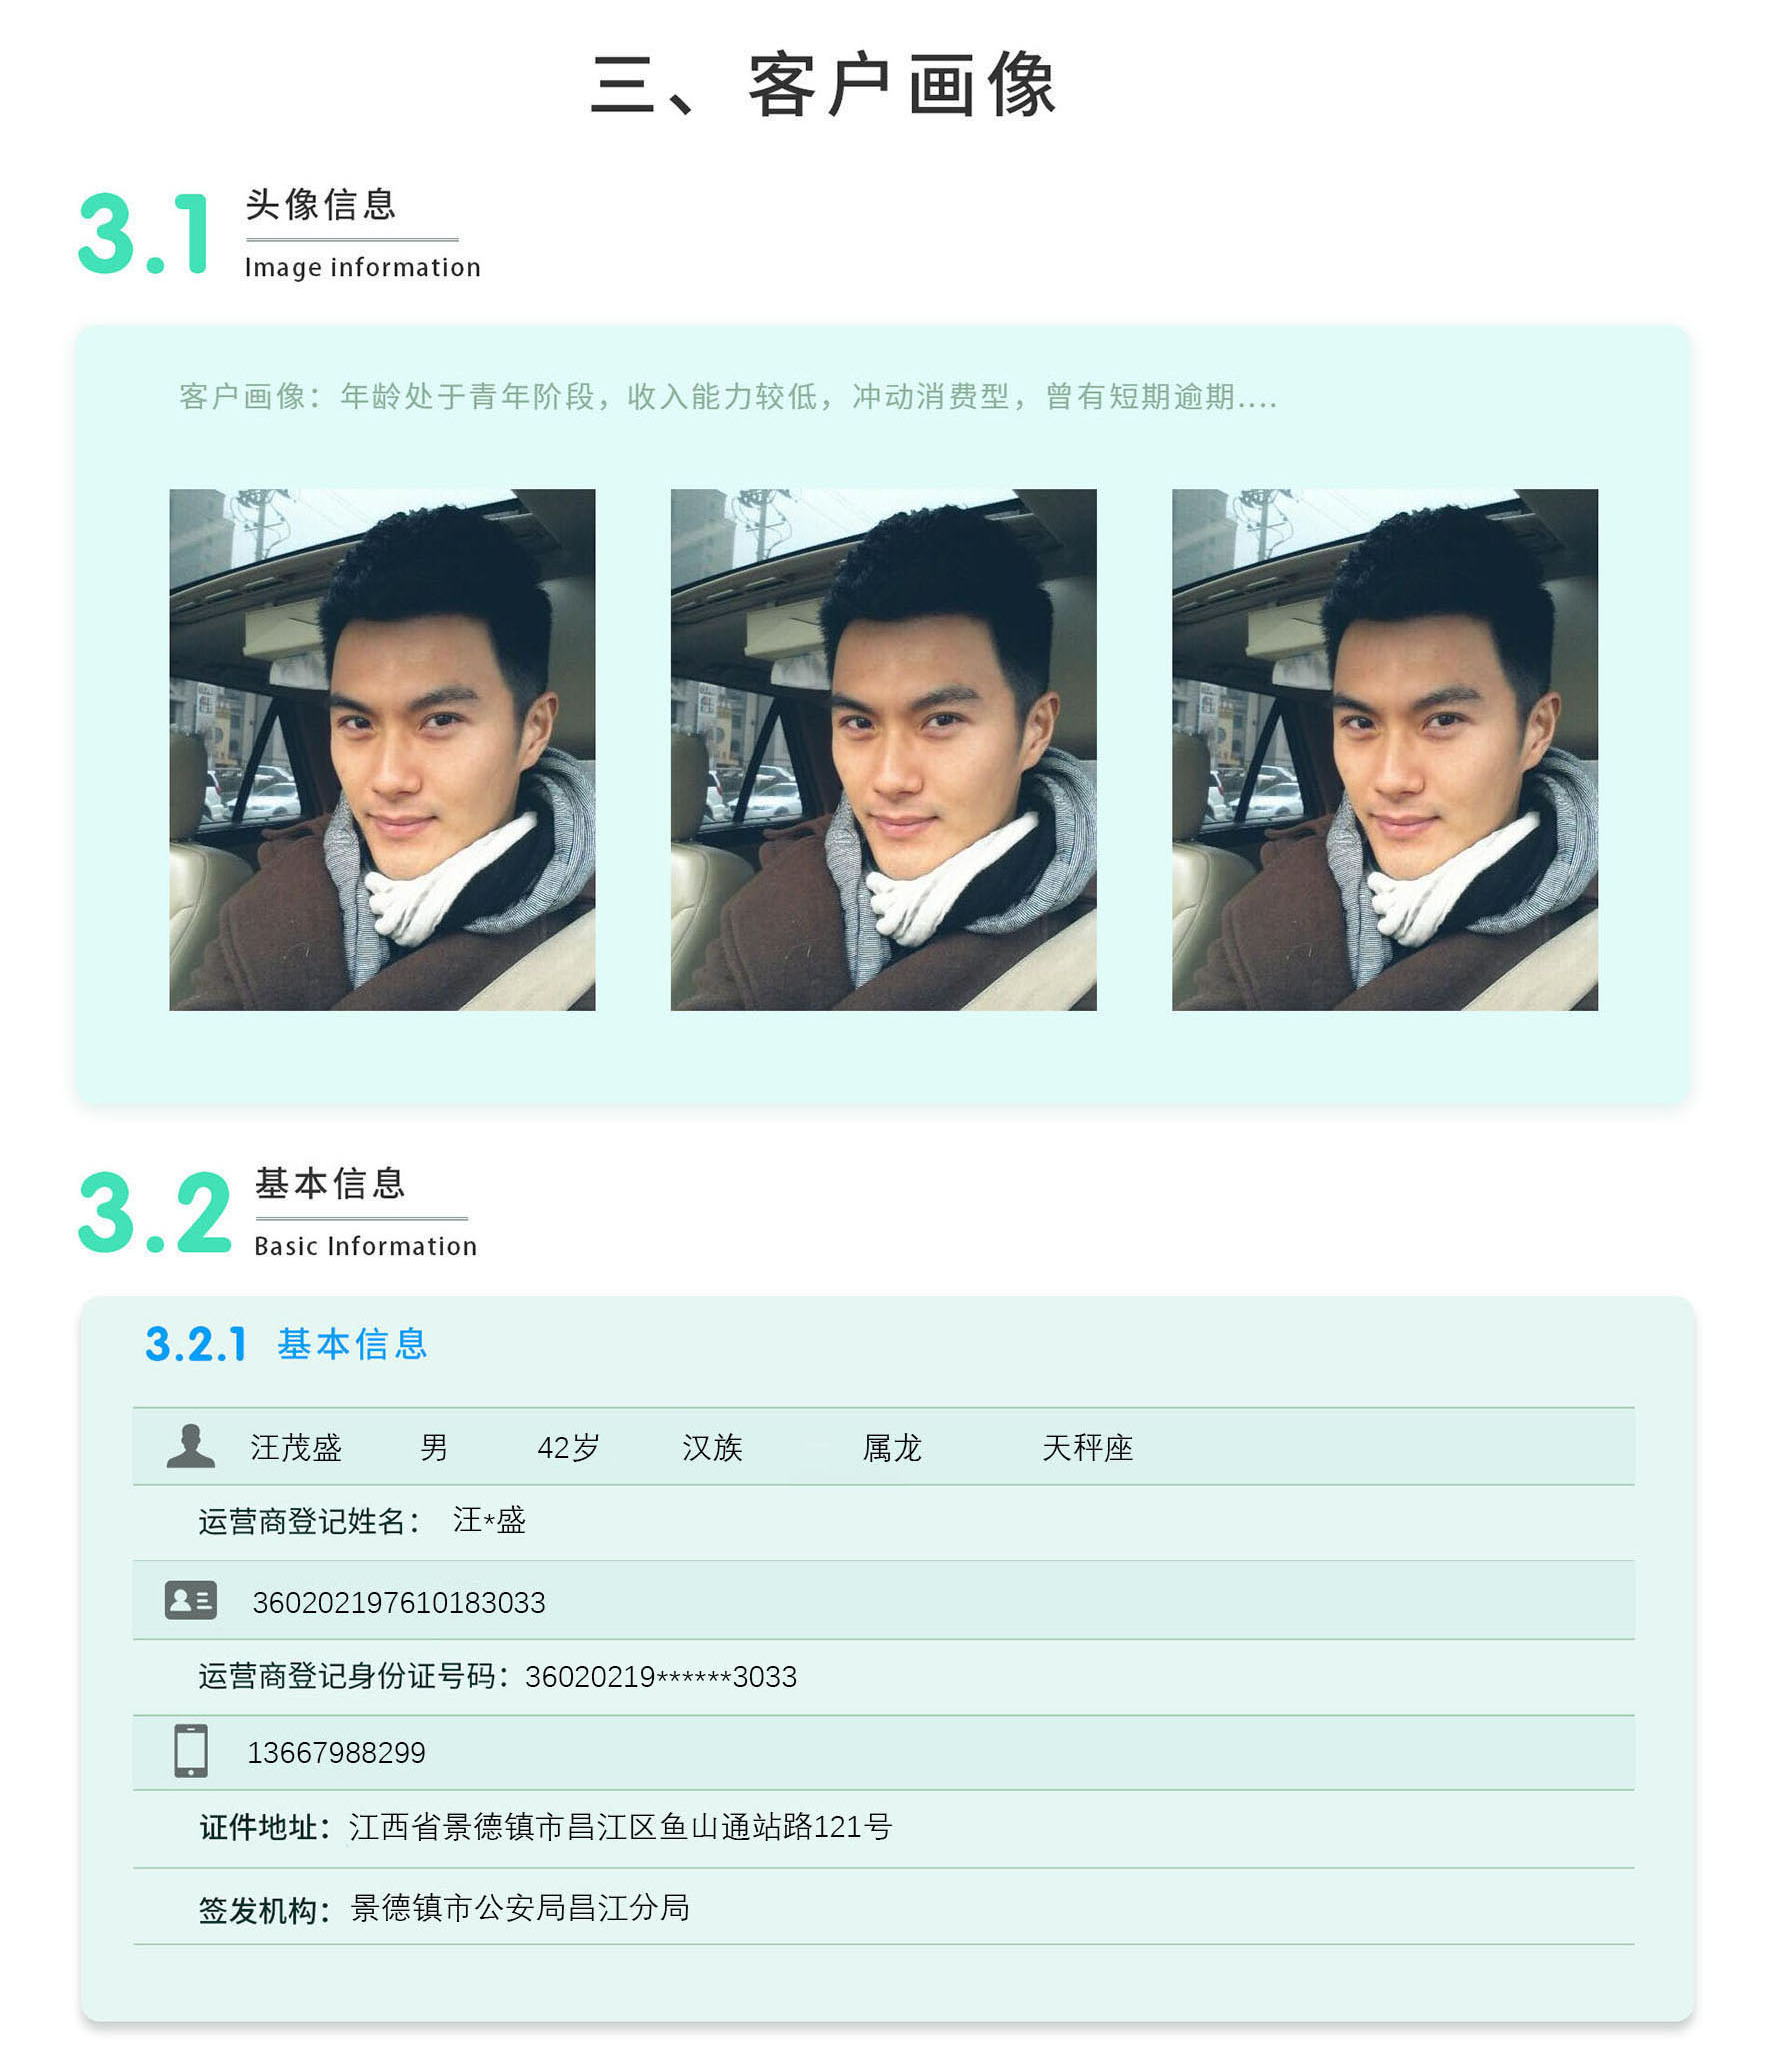 三、客户画像
3.1 头像信息
Image information
客户画像：年龄处于青年阶段，收入能力较低，冲动消费型，曾有短期逾期....
3.2 基本信息
Basic Information
3.2.1 基本信息
汪茂盛 男 42岁 汉族 属龙 天秤座
运营商登记姓名： 汪*盛
360202197610183033
运营商登记身份证号码：36020219******3033
13667988299
证件地址：江西省景德镇市昌江区鱼山通站路121号
签发机构：景德镇市公安局昌江分局